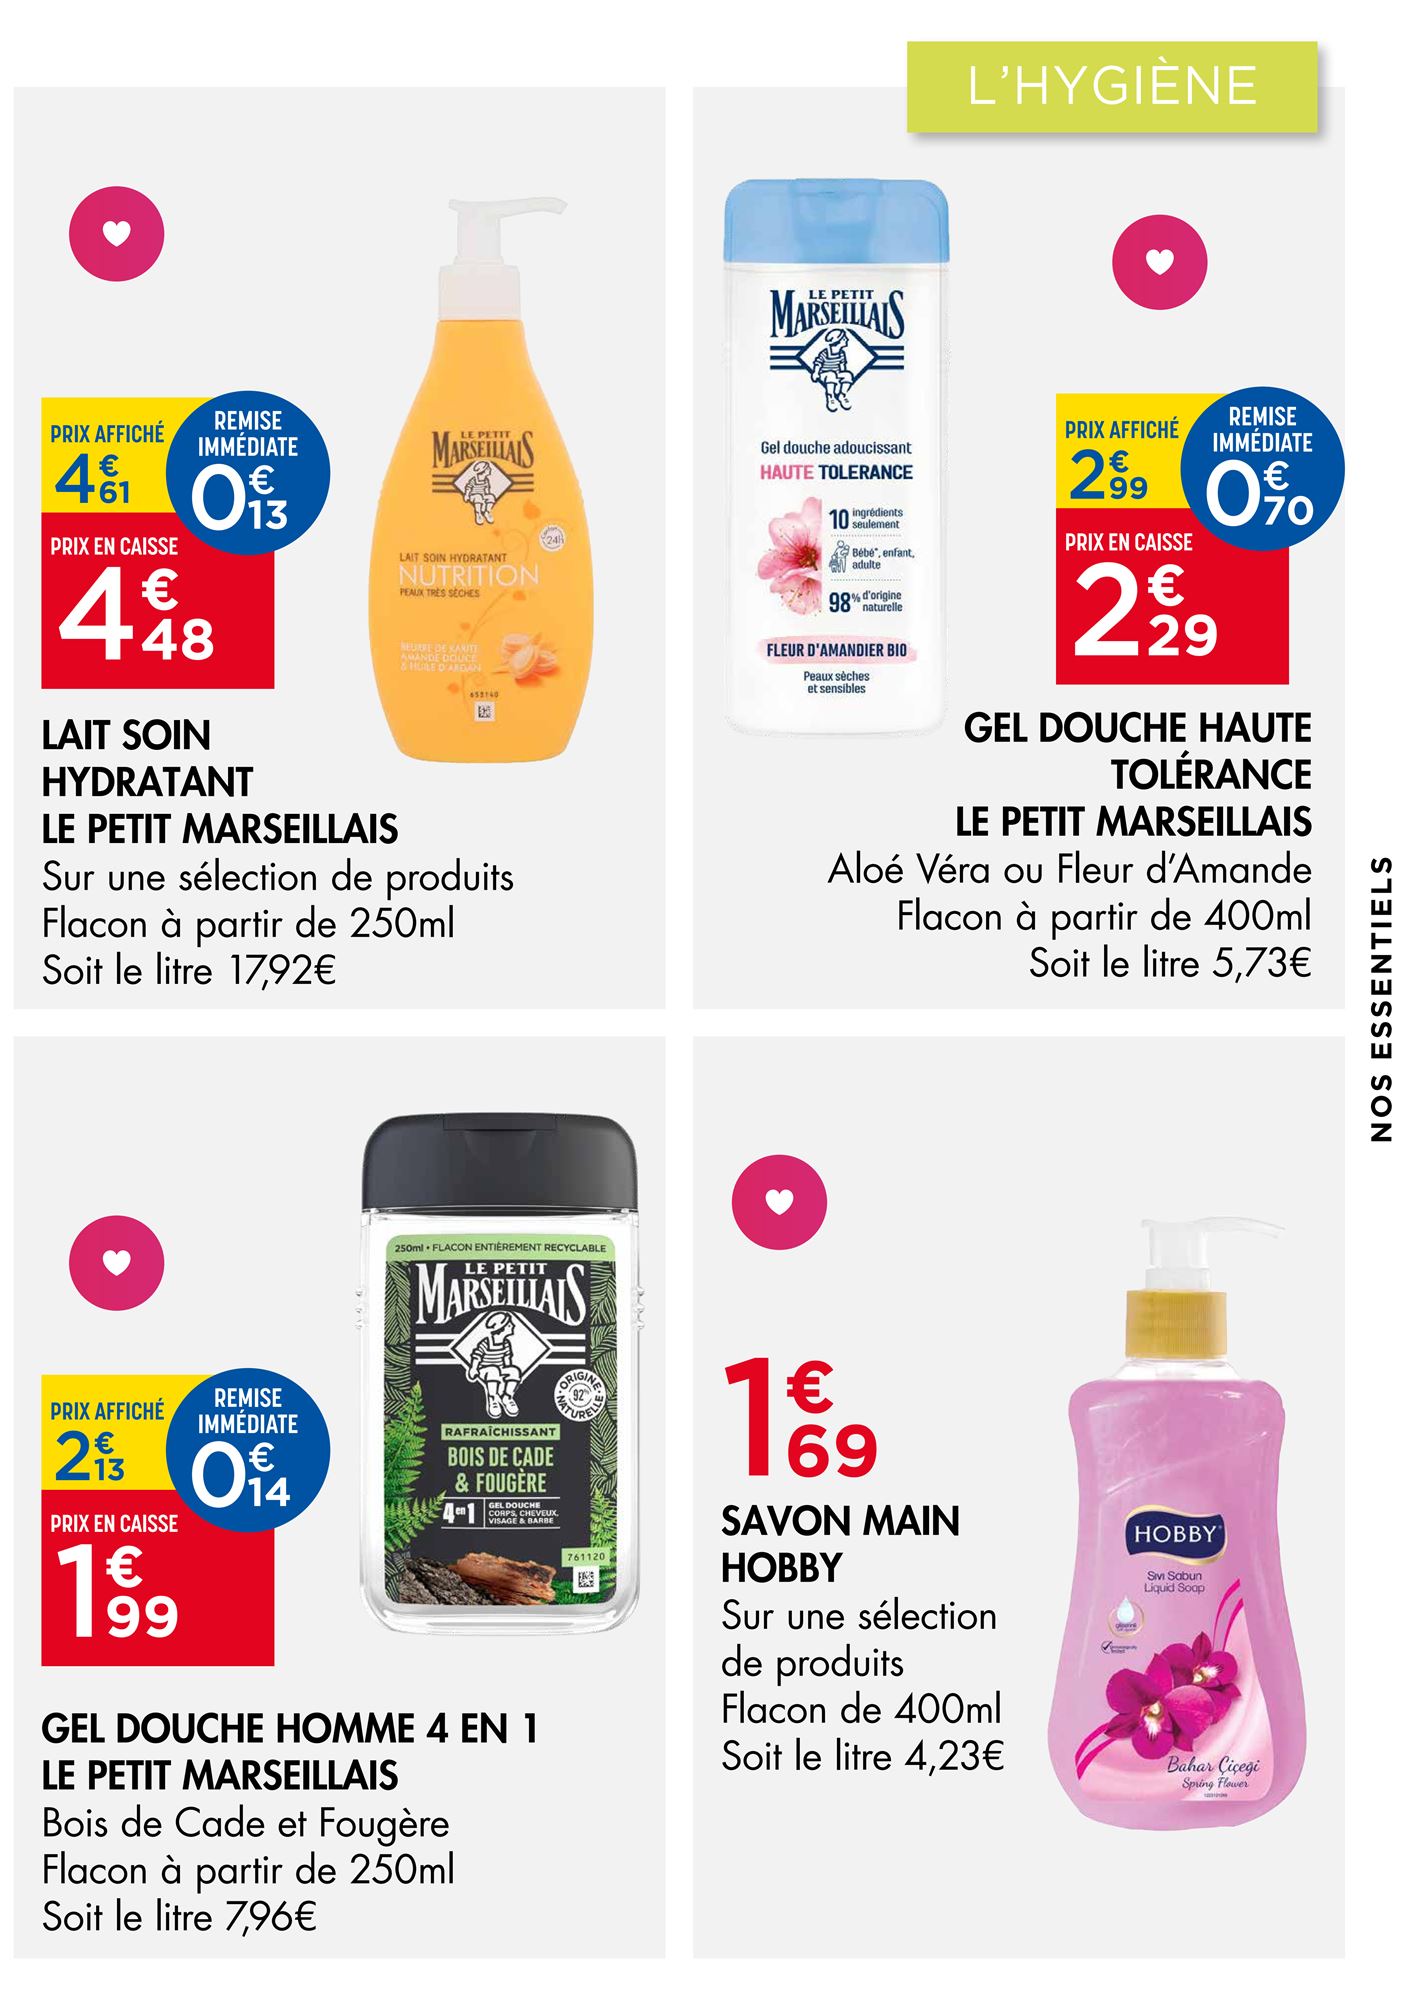 L'HYGIÈNE
PRIX AFFICHÉ
4€61
REMISE
IMMÉDIATE
0€13
PRIX EN CAISSE
4€48
LE PETIT
MARSEILLAIS
24H
LAIT SOIN HYDRATANT
NUTRITION
PEAUX TRÈS SÈCHES
BEURRE DE KARITÉ
AMANDE DOUCE
& HUILE D'ARGAN
653140
LAIT SOIN
HYDRATANT
LE PETIT MARSEILLAIS
Sur une sélection de produits
Flacon à partir de 250ml
Soit le litre 17,92€
LE PETIT
MARSEILLAIS
Gel douche adoucissant
HAUTE TOLERANCE
10 ingrédients
seulement
Bébé*, enfant,
adulte
98% d'origine
naturelle
FLEUR D'AMANDIER BIO
Peaux sèches
et sensibles
PRIX AFFICHÉ
2€99
REMISE
IMMÉDIATE
0€70
PRIX EN CAISSE
2€29
GEL DOUCHE HAUTE
TOLÉRANCE
LE PETIT MARSEILLAIS
Aloé Véra ou Fleur d'Amande
Flacon à partir de 400ml
Soit le litre 5,73€
NOS ESSENTIELS
PRIX AFFICHÉ
2€13
REMISE
IMMÉDIATE
0€14
PRIX EN CAISSE
1€99
250ml • FLACON ENTIÈREMENT RECYCLABLE
LE PETIT
MARSEILLAIS
ORIGINE
92%
NATURELLE
RAFRAÎCHISSANT
BOIS DE CADE
& FOUGÈRE
4 en 1
GEL DOUCHE
CORPS, CHEVEUX,
VISAGE & BARBE
761120
GEL DOUCHE HOMME 4 EN 1
LE PETIT MARSEILLAIS
Bois de Cade et Fougère
Flacon à partir de 250ml
Soit le litre 7,96€
1€69
SAVON MAIN
HOBBY
Sur une sélection
de produits
Flacon de 400ml
Soit le litre 4,23€
HOBBY
Sıvı Sabun
Liquid Soap
Bahar Çiçeği
Spring Flower